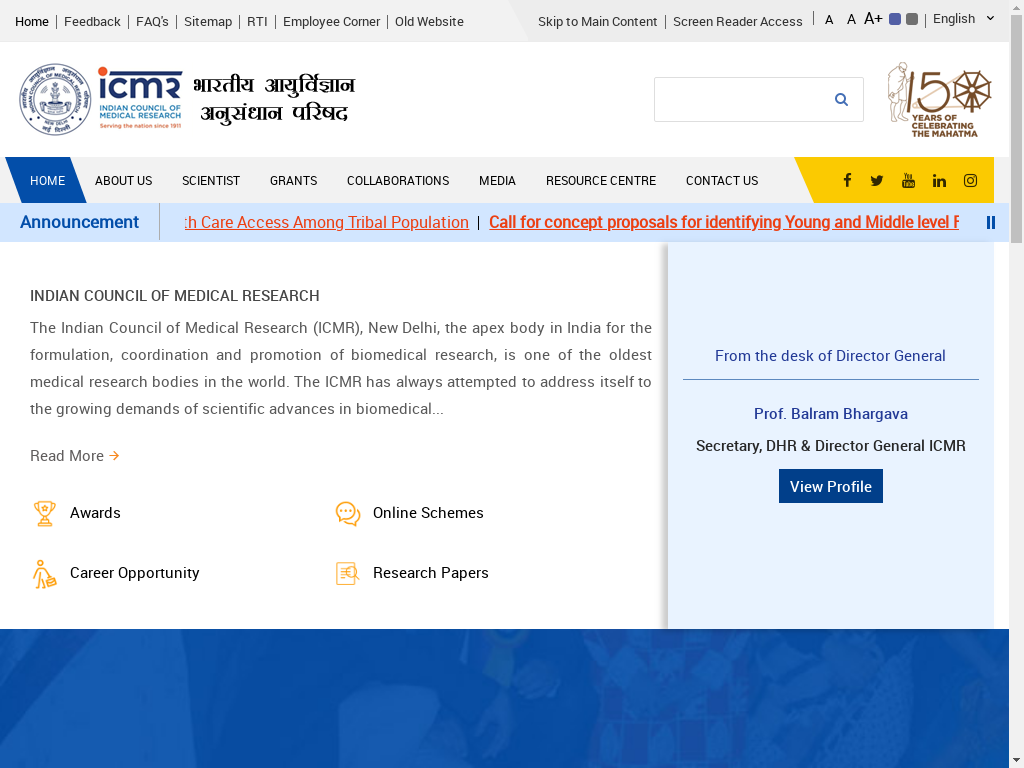 Home Feedback FAQ's Sitemap RTI Employee Corner Old Website Skip to Main Content Screen Reader Access A A A+ English
icmr
INDIAN COUNCIL OF
MEDICAL RESEARCH
Serving the nation since 1911
भारतीय आयुर्विज्ञान
अनुसंधान परिषद
150
YEARS OF
CELEBRATING
THE MAHATMA
HOME ABOUT US SCIENTIST GRANTS COLLABORATIONS MEDIA RESOURCE CENTRE CONTACT US
Announcement Care Access Among Tribal Population | Call for concept proposals for identifying Young and Middle level
INDIAN COUNCIL OF MEDICAL RESEARCH
The Indian Council of Medical Research (ICMR), New Delhi, the apex body in India for the
formulation, coordination and promotion of biomedical research, is one of the oldest
medical research bodies in the world. The ICMR has always attempted to address itself to
the growing demands of scientific advances in biomedical...
Read More
Awards Online Schemes
Career Opportunity Research Papers
From the desk of Director General
Prof. Balram Bhargava
Secretary, DHR & Director General ICMR
View Profile